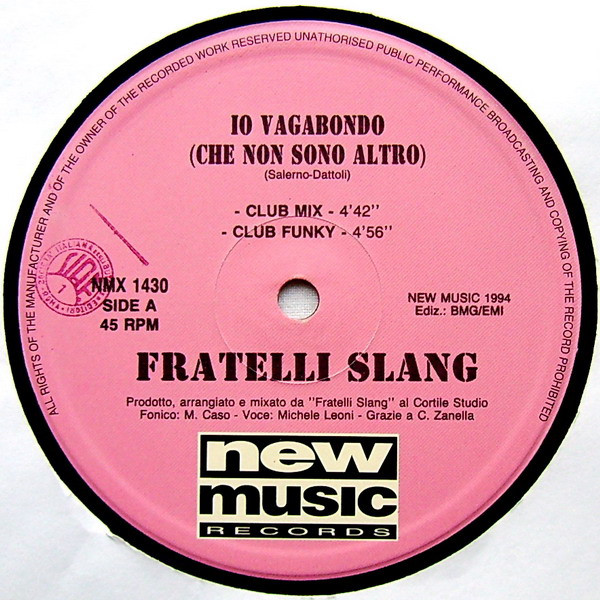 ALL RIGHTS OF THE MANUFACTURER AND OF THE OWNER OF THE RECORDED WORK RESERVED UNATHORISED PUBLIC PERFORMANCE BROADCASTING AND COPYING OF THE RECORD PROHIBITED
IO VAGABONDO
(CHE NON SONO ALTRO)
(Salerno-Dattoli)
- CLUB MIX - 4'42''
- CLUB FUNKY - 4'56''
NMX 1430
SIDE A
45 RPM
NEW MUSIC 1994
Ediz.: BMG/EMI
FRATELLI SLANG
Prodotto, arrangiato e mixato da ''Fratelli Slang'' al Cortile Studio
Fonico: M. Caso - Voce: Michele Leoni - Grazie a C. Zanella
new
music
RECORDS